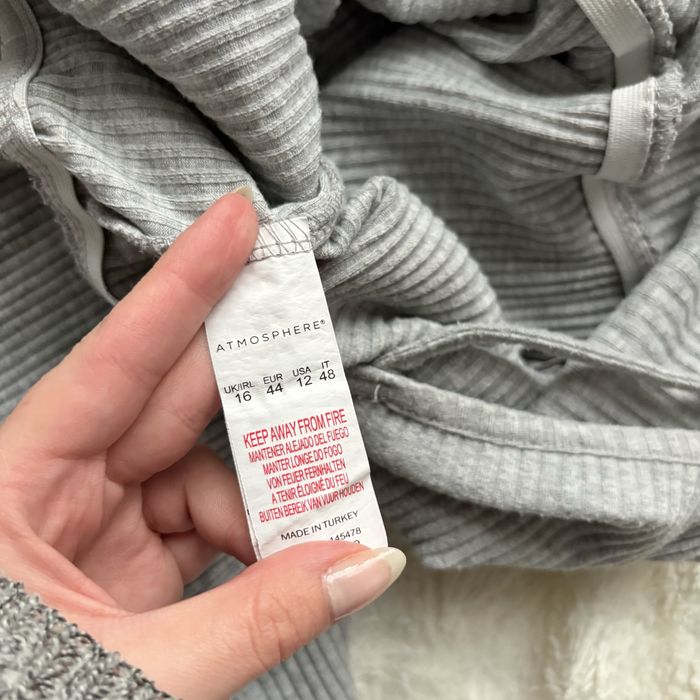 ATMOSPHERE®
UK/IRL EUR USA IT
16 44 12 48
KEEP AWAY FROM FIRE
MANTENER ALEJADO DEL FUEGO
MANTER LONGE DO FOGO
VON FEUER FERNHALTEN
A TENIR ÉLOIGNÉ DU FEU
BUITEN BEREIK VAN VUUR HOUDEN
MADE IN TURKEY
145478